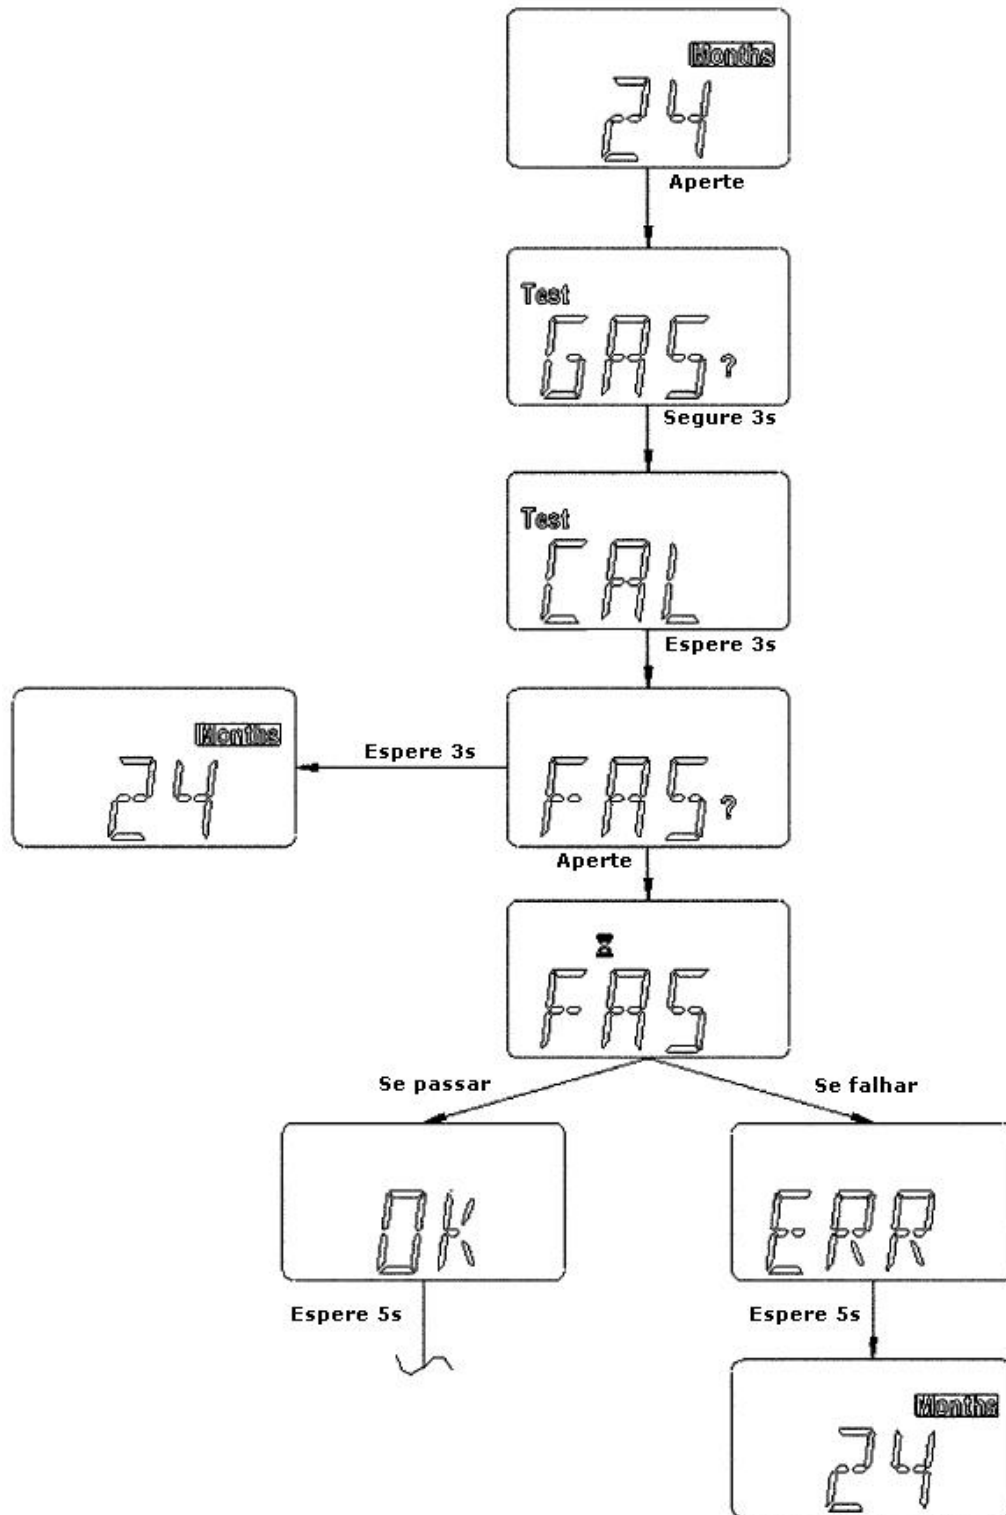 Months
24
Aperte
Test
GAS?
Segure 3s
Test
CAL
Espere 3s
Months
24
Espere 3s
FAS?
Aperte
FAS
Se passar
Se falhar
OK
ERR
Espere 5s
Espere 5s
Months
24